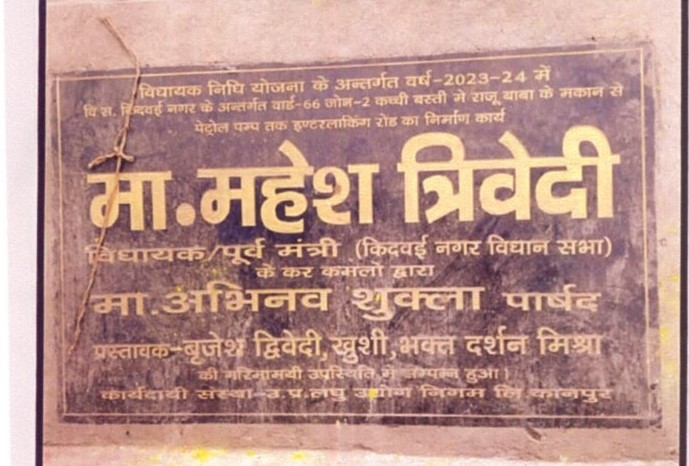 विधायक निधि योजना के अन्तर्गत वर्ष-2023-24 में
वि स. किदवई नगर के अन्तर्गत वार्ड-66 जोन-2 कच्ची बस्ती मे राजू बाबा के मकान से
पेट्रोल पम्प तक इण्टरलाकिंग रोड का निर्माण कार्य
मा.महेश त्रिवेदी
विधायक/पूर्व मंत्री (किदवई नगर विधान सभा)
के कर कमलों द्वारा
मा.अभिनव शुक्ला पार्षद
प्रस्तावक-बृजेश द्विवेदी,खुशी,भक्त दर्शन मिश्रा
की गरिमामयी उपस्थिति में सम्पन्न हुआ।
कार्यदायी संस्था-उ.प्र.लघु उद्योग निगम लि.कानपुर